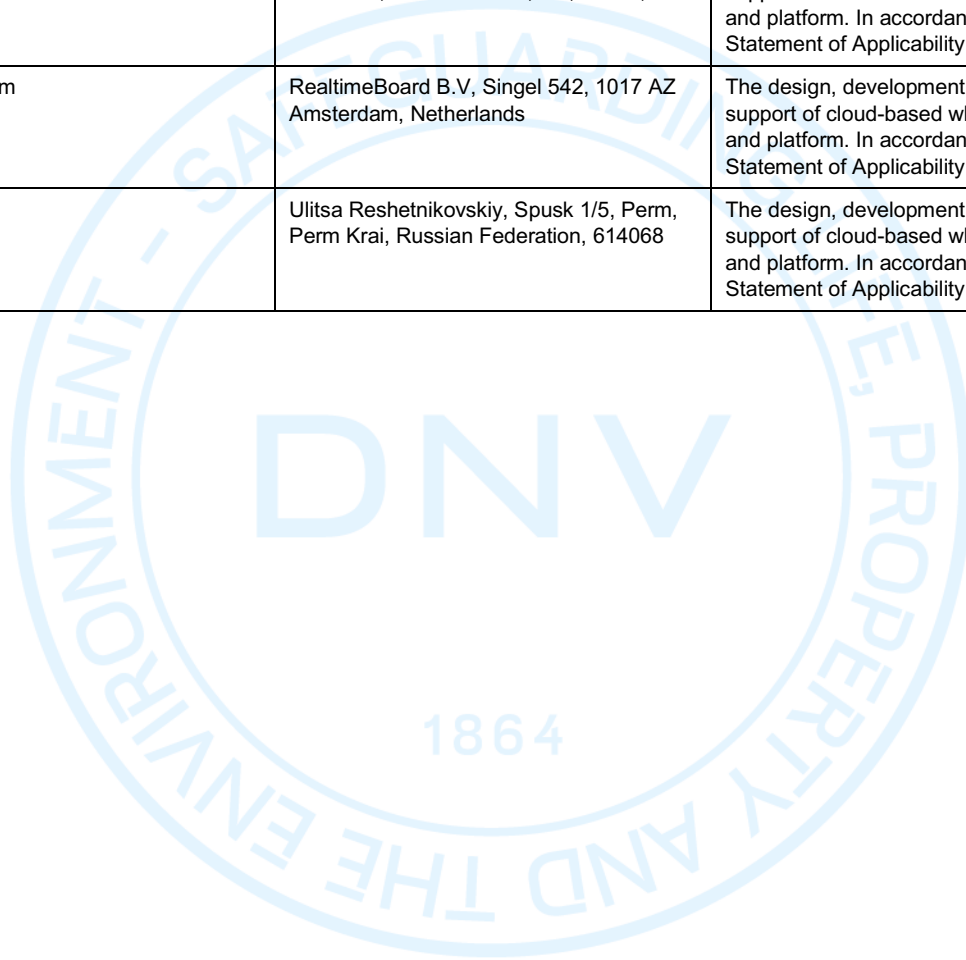 and platform. In accordan
Statement of Applicability
m
RealtimeBoard B.V, Singel 542, 1017 AZ
Amsterdam, Netherlands
The design, development
support of cloud-based wh
and platform. In accordan
Statement of Applicability
Ulitsa Reshetnikovskiy, Spusk 1/5, Perm,
Perm Krai, Russian Federation, 614068
The design, development
support of cloud-based wh
and platform. In accordan
Statement of Applicability
SAFEGUARDING LIFE, PROPERTY AND THE ENVIRONMENT -
DNV
1864